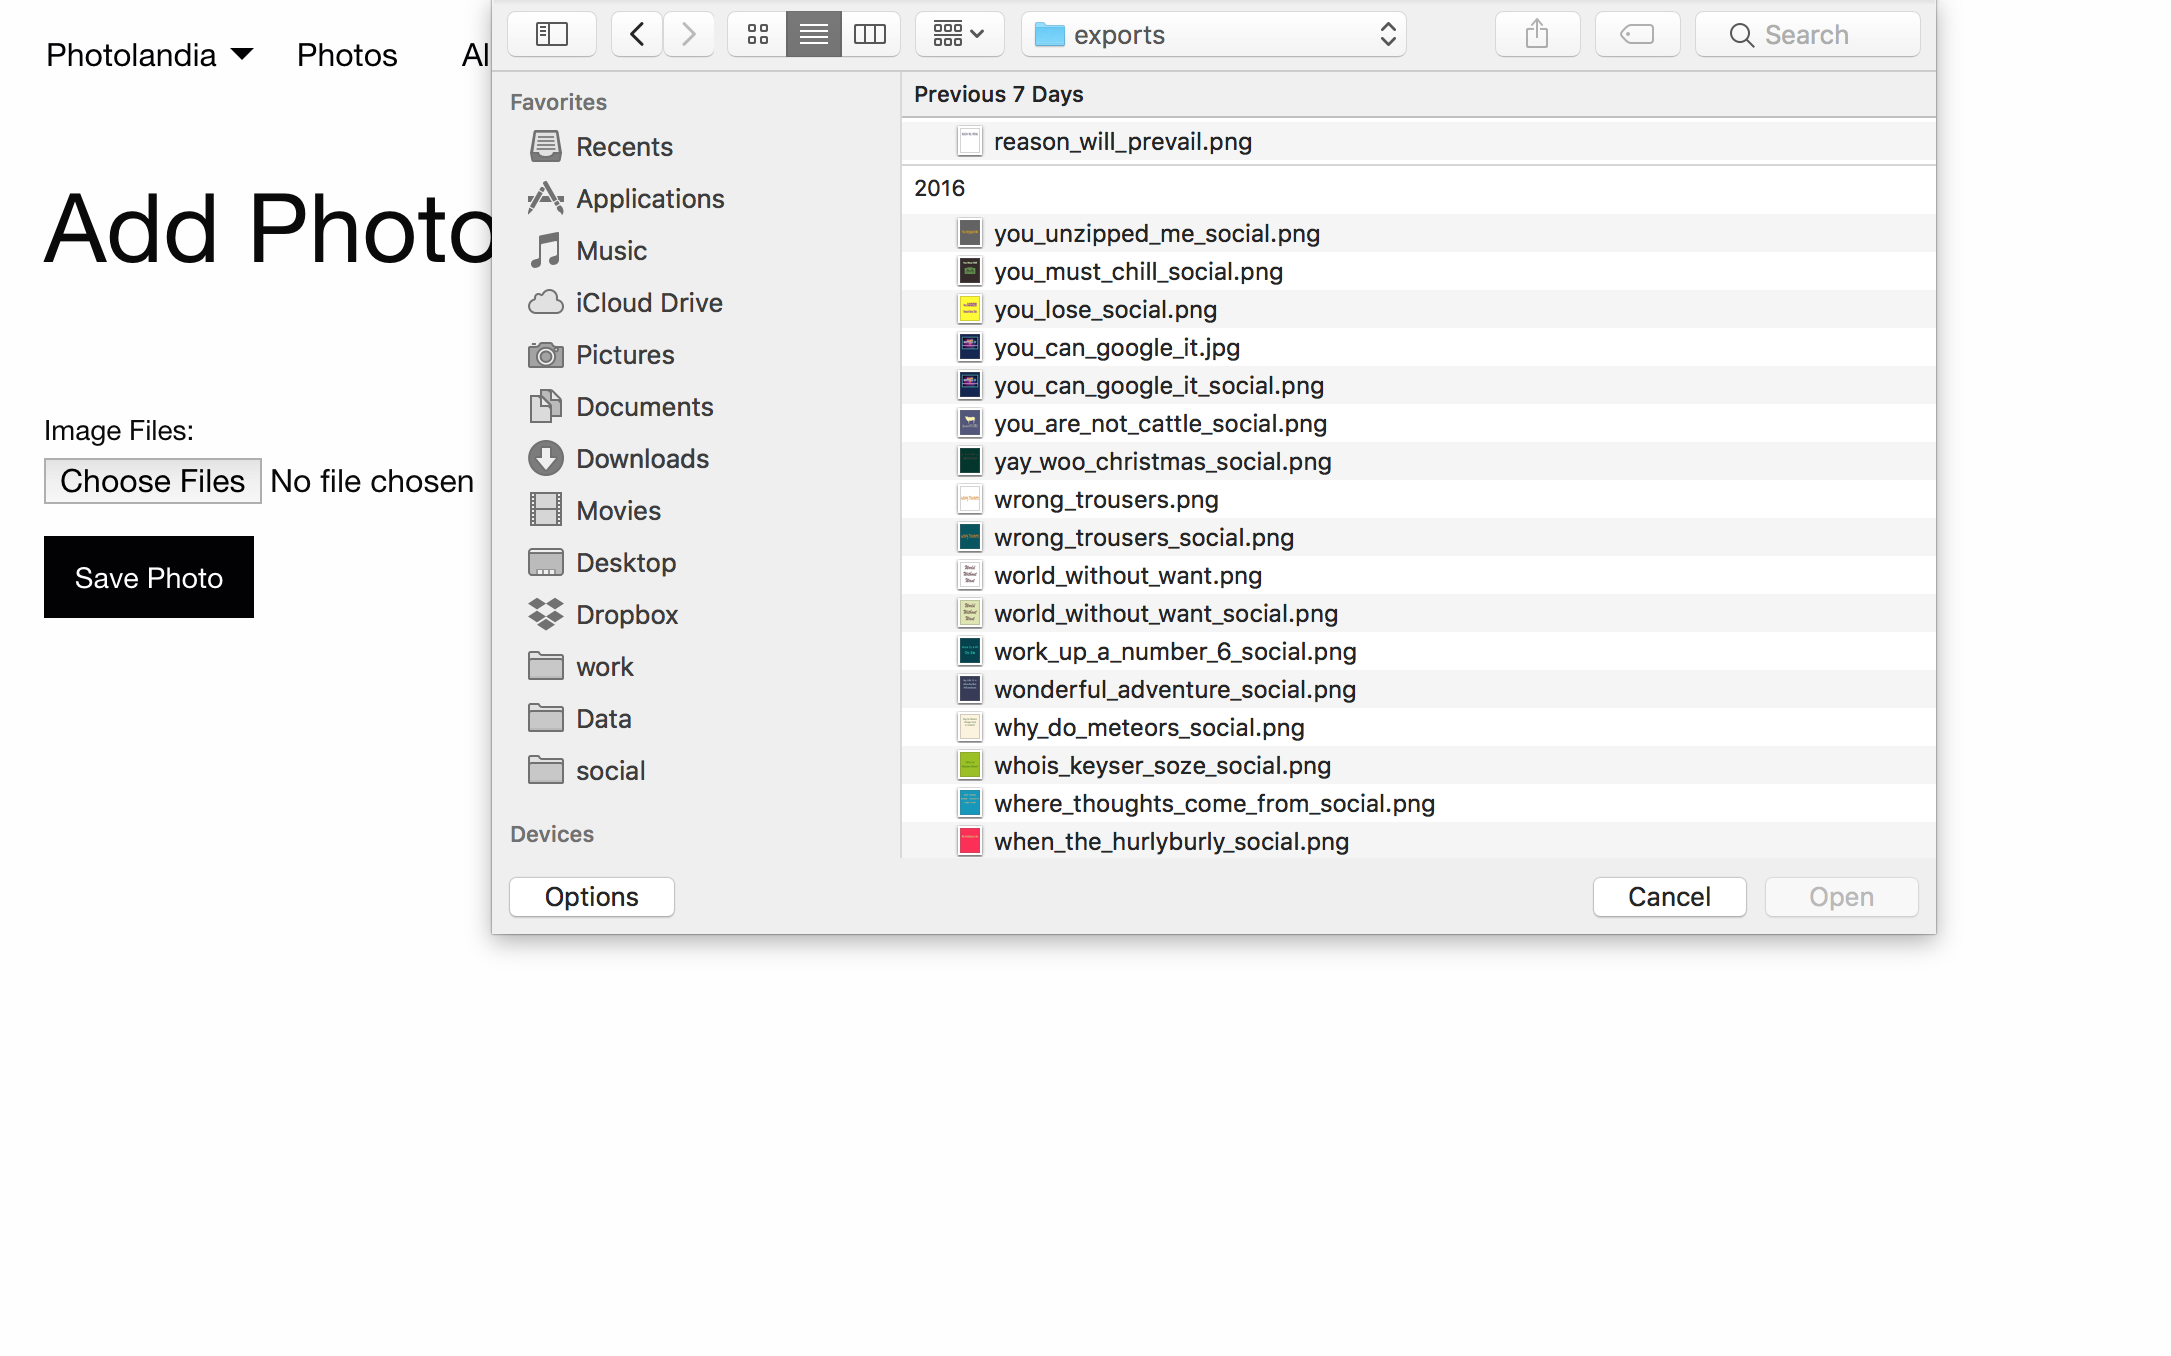 Photolandia Photos Al
Add Photo
Image Files:
Choose Files No file chosen
Save Photo
exports
Search
Favorites
Recents
Applications
Music
iCloud Drive
Pictures
Documents
Downloads
Movies
Desktop
Dropbox
work
Data
social
Devices
Previous 7 Days
reason_will_prevail.png
2016
you_unzipped_me_social.png
you_must_chill_social.png
you_lose_social.png
you_can_google_it.jpg
you_can_google_it_social.png
you_are_not_cattle_social.png
yay_woo_christmas_social.png
wrong_trousers.png
wrong_trousers_social.png
world_without_want.png
world_without_want_social.png
work_up_a_number_6_social.png
wonderful_adventure_social.png
why_do_meteors_social.png
whois_keyser_soze_social.png
where_thoughts_come_from_social.png
when_the_hurlyburly_social.png
Options
Cancel
Open